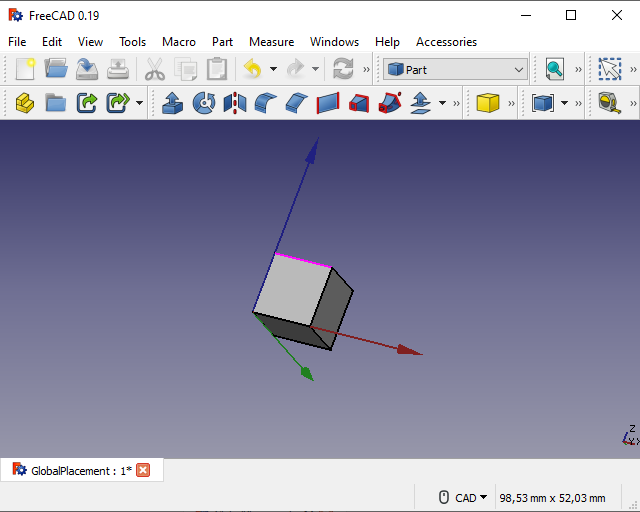 FreeCAD 0.19
File Edit View Tools Macro Part Measure Windows Help Accessories
Part
z
Y x
GlobalPlacement : 1*
CAD 98,53 mm x 52,03 mm